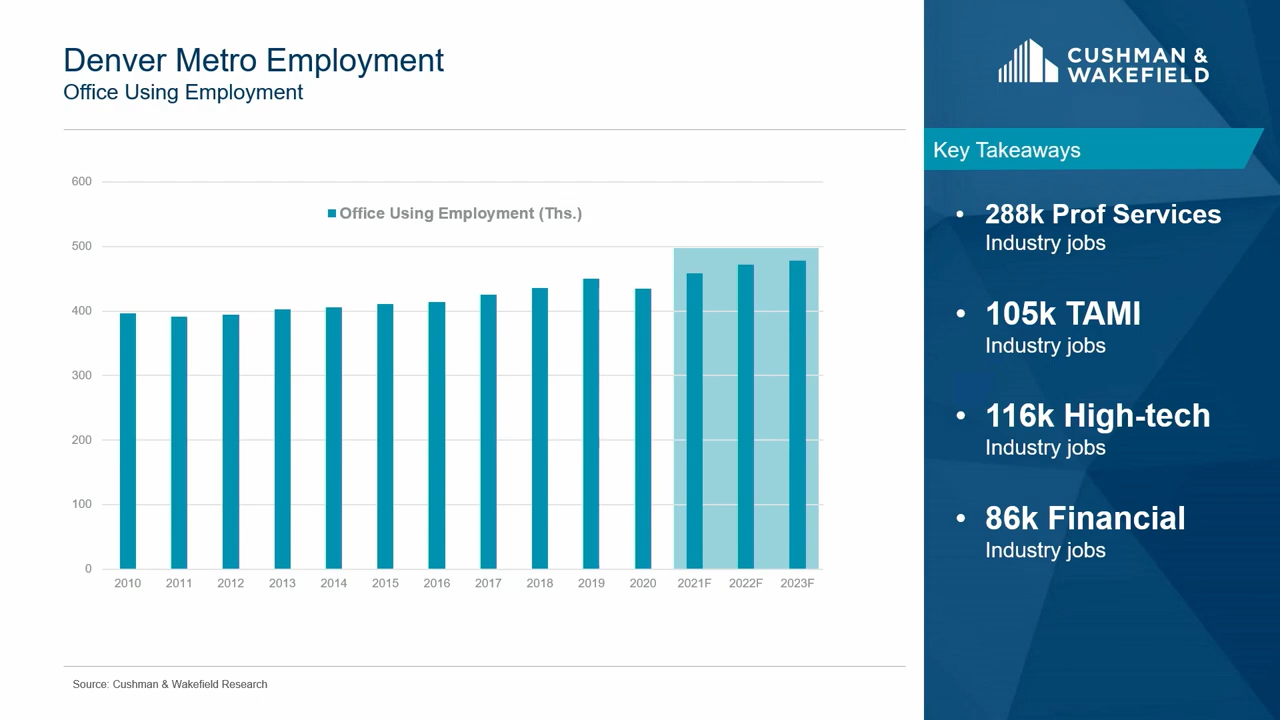 Denver Metro Employment
Office Using Employment
CUSHMAN &
WAKEFIELD
Key Takeaways
600
Office Using Employment (Ths.)
500
400
300
200
100
0
2010 2011 2012 2013 2014 2015 2016 2017 2018 2019 2020 2021F 2022F 2023F
• 288k Prof Services
Industry jobs
• 105k TAMI
Industry jobs
• 116k High-tech
Industry jobs
• 86k Financial
Industry jobs
Source: Cushman & Wakefield Research